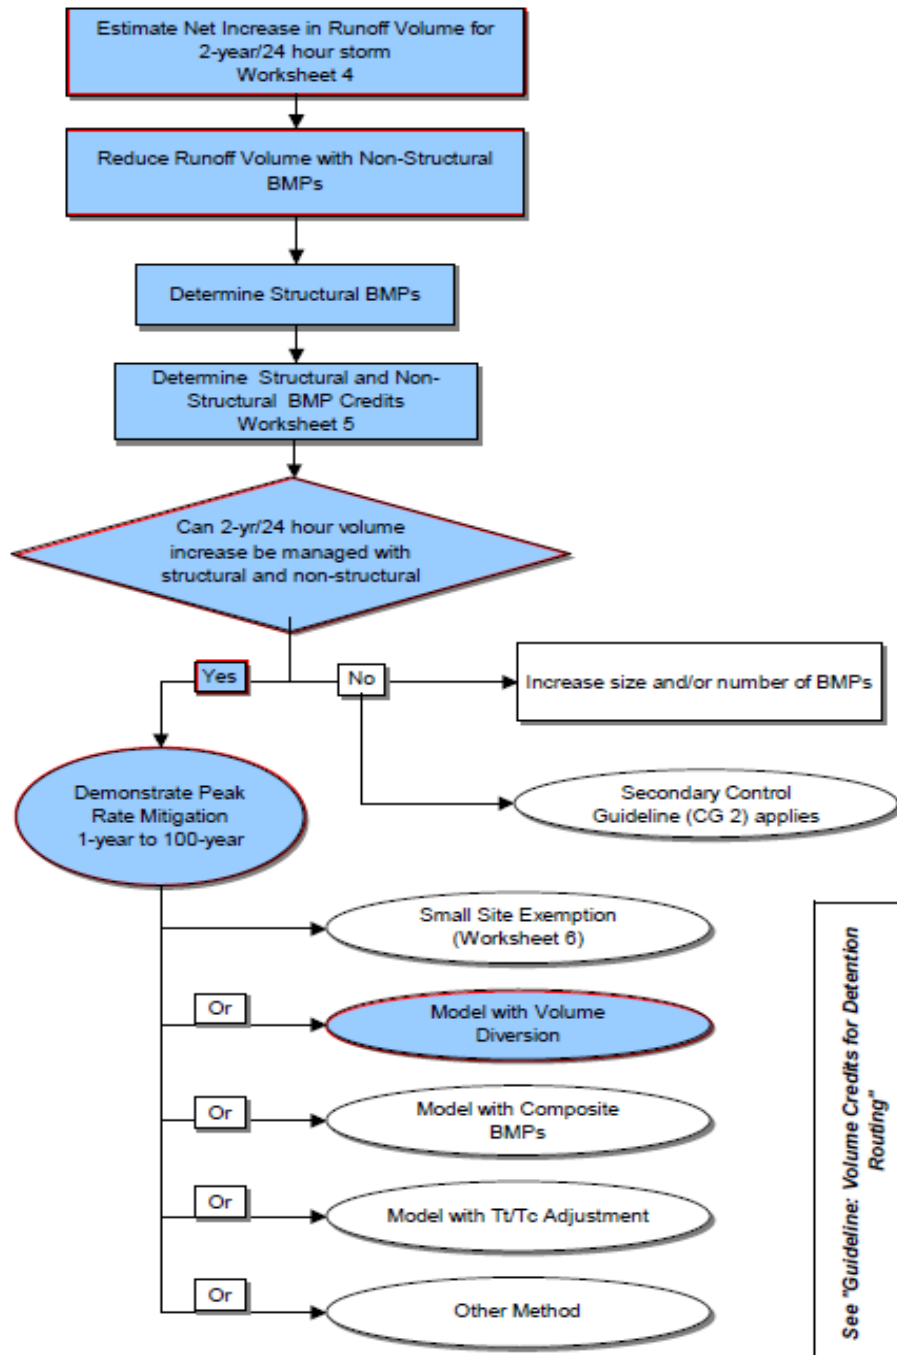 Estimate Net Increase in Runoff Volume for
2-year/24 hour storm
Worksheet 4
Reduce Runoff Volume with Non-Structural
BMPs
Determine Structural BMPs
Determine Structural and Non-
Structural BMP Credits
Worksheet 5
Can 2-yr/24 hour volume
increase be managed with
structural and non-structural
Yes
No
Increase size and/or number of BMPs
Demonstrate Peak
Rate Mitigation
1-year to 100-year
Secondary Control
Guideline (CG 2) applies
Small Site Exemption
(Worksheet 6)
Or
Model with Volume
Diversion
Or
Model with Composite
BMPs
Or
Model with Tt/Tc Adjustment
Or
Other Method
See "Guideline: Volume Credits for Detention
Routing"